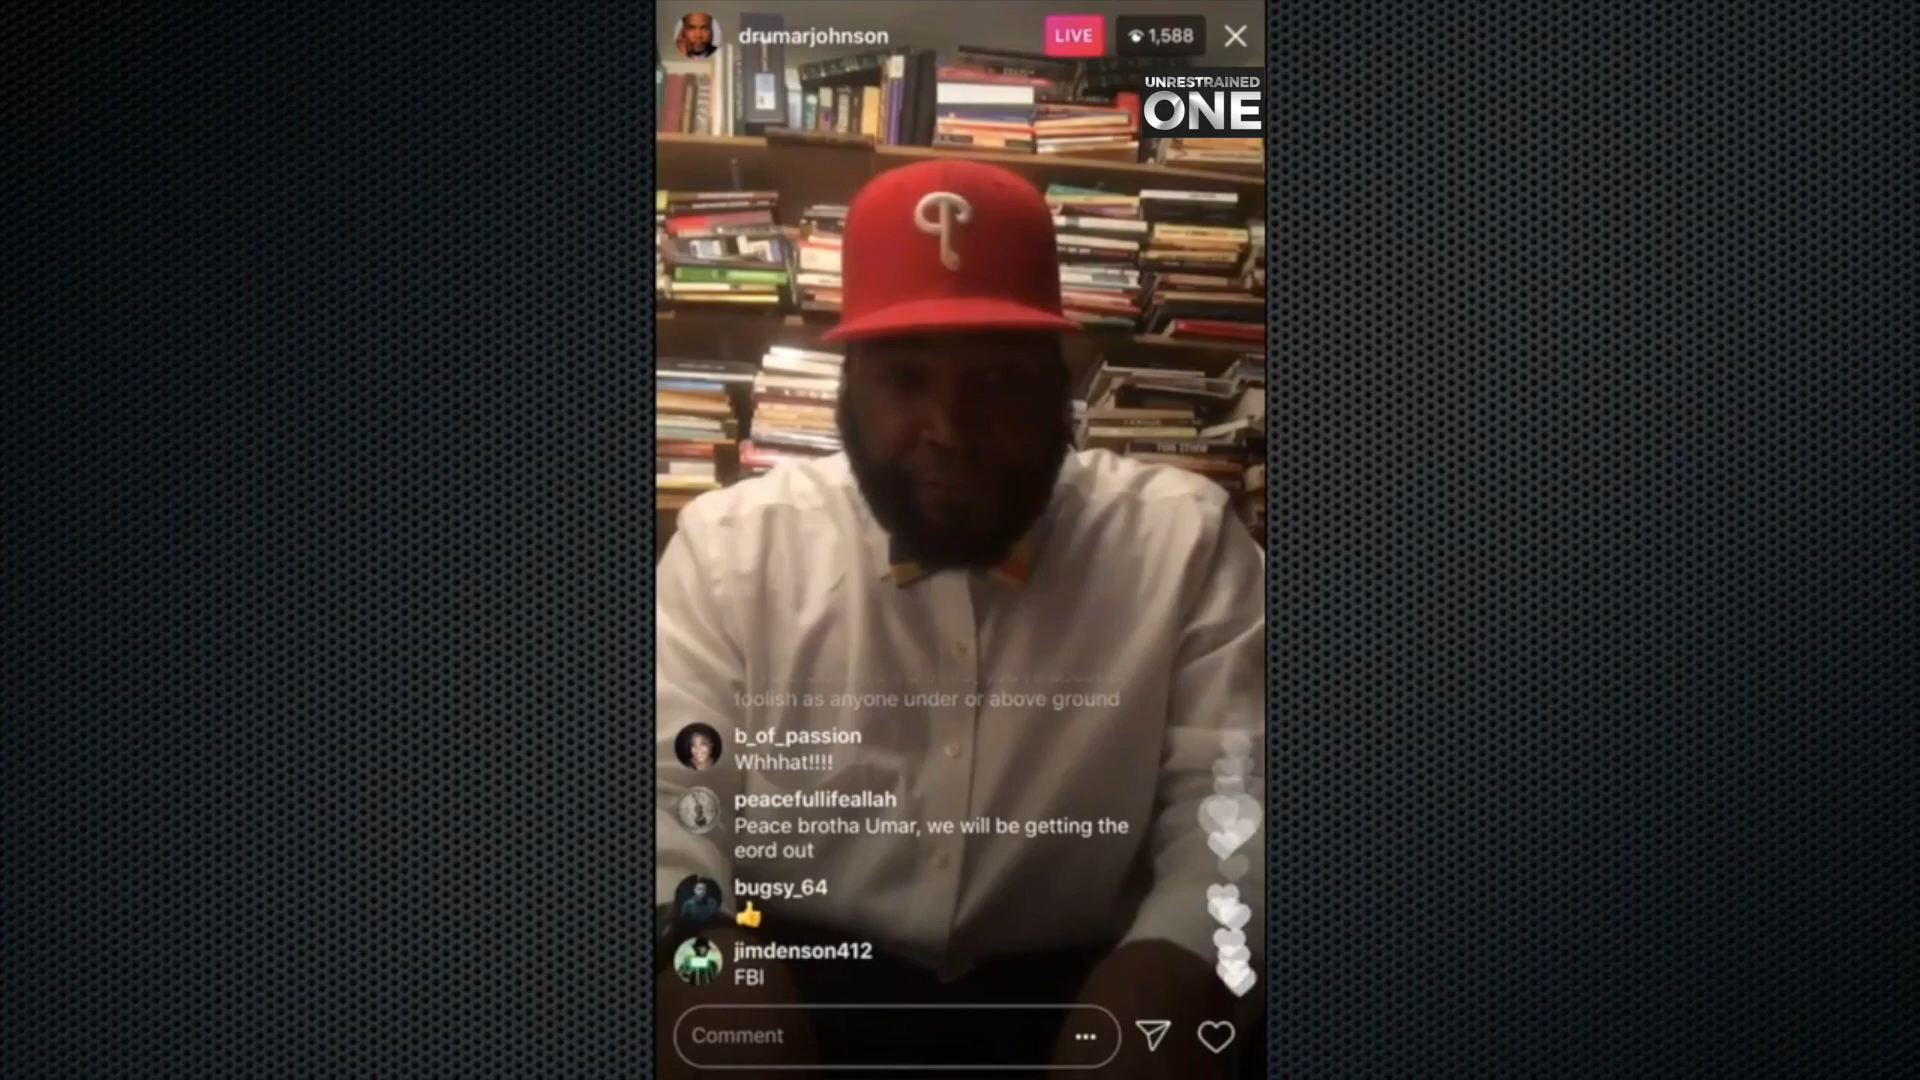 drumarjohnson
LIVE
1,588
UNRESTRAINED
ONE
P
foolish as anyone under or above ground
b_of_passion
Whhhat!!!!
peacefullifeallah
Peace brotha Umar, we will be getting the
eord out
bugsy_64
👍
jimdenson412
FBI
Comment